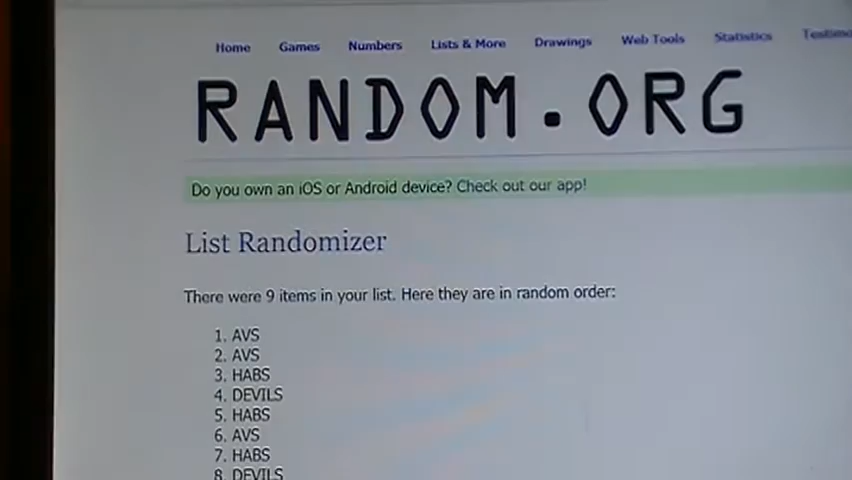 Home Games Numbers Lists & More Drawings Web Tools Statistics
RANDOM.ORG
Do you own an iOS or Android device? Check out our app!
List Randomizer
There were 9 items in your list. Here they are in random order:
1. AVS
2. AVS
3. HABS
4. DEVILS
5. HABS
6. AVS
7. HABS
8. DEVILS